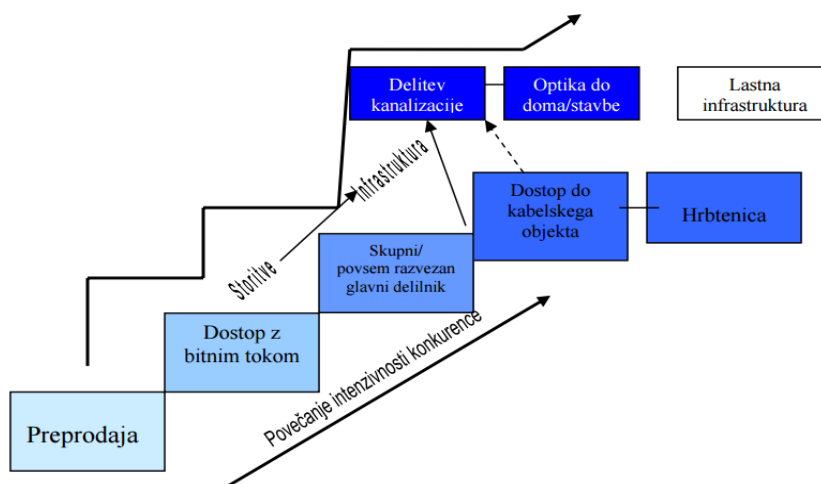 Delitev
kanalizacije
Optika do
doma/stavbe
Lastna
infrastruktura
Storitve
Infrastruktura
Dostop do
kabelskega
objekta
Hrbtenica
Skupni/
povsem razvezan
glavni delilnik
Dostop z
bitnim tokom
Preprodaja
Povečanje intenzivnosti konkurence